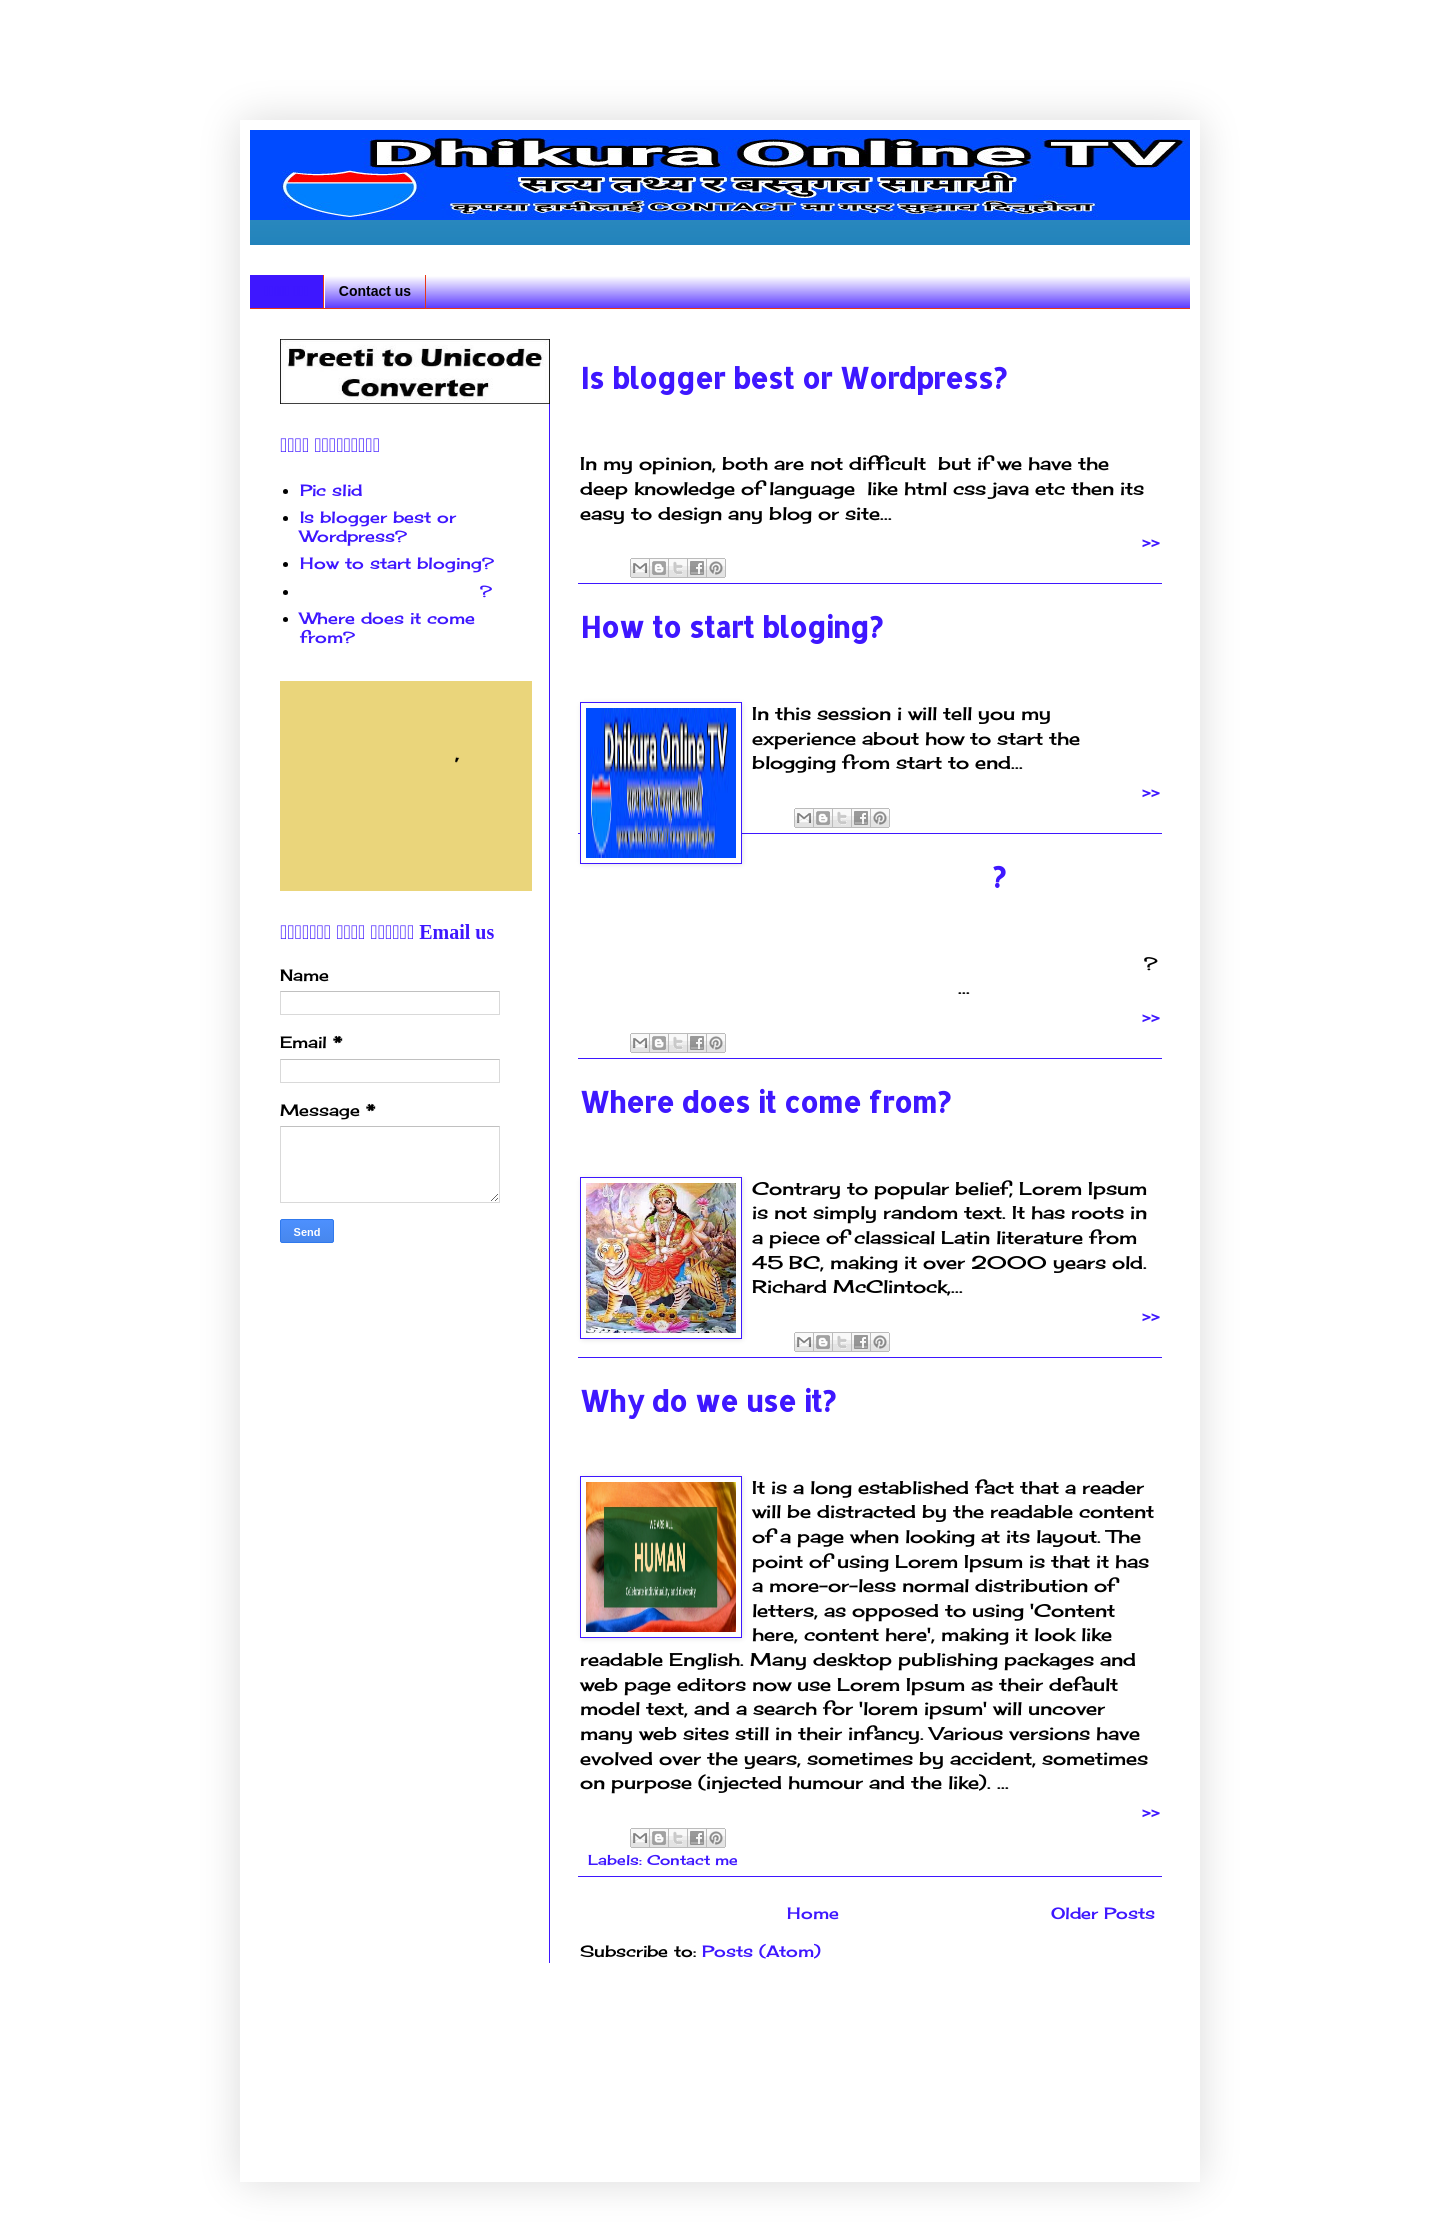 Dhikura Online TV
सत्य तथ्य र बस्तुगत सामाग्री
कृपया हामीलाई CONTACT मा गएर सुझाव दिनुहोला
Contact us
Preeti to Unicode
Converter
Pic slid
Is blogger best or
Wordpress?
How to start bloging?
?
Where does it come
from?
,
Email us
Name
Email *
Message *
Send
Is blogger best or Wordpress?
In my opinion, both are not difficult  but if we have the
deep knowledge of language  like html css java etc then its
easy to design any blog or site...
>>
How to start bloging?
Dhikura Online TV
In this session i will tell you my
experience about how to start the
blogging from start to end...
>>
?
?
...
>>
Where does it come from?
Contrary to popular belief, Lorem Ipsum
is not simply random text. It has roots in
a piece of classical Latin literature from
45 BC, making it over 2000 years old.
Richard McClintock,...
>>
Why do we use it?
WE ARE ALL
HUMAN
Celebrate individuality and diversity
It is a long established fact that a reader
will be distracted by the readable content
of a page when looking at its layout. The
point of using Lorem Ipsum is that it has
a more-or-less normal distribution of
letters, as opposed to using 'Content
here, content here', making it look like
readable English. Many desktop publishing packages and
web page editors now use Lorem Ipsum as their default
model text, and a search for 'lorem ipsum' will uncover
many web sites still in their infancy. Various versions have
evolved over the years, sometimes by accident, sometimes
on purpose (injected humour and the like). ...
>>
Labels: Contact me
Home
Older Posts
Subscribe to: Posts (Atom)